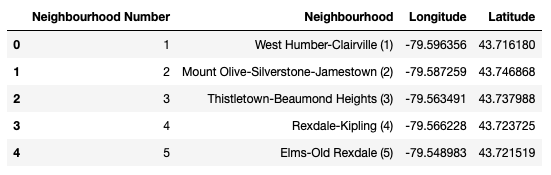 Neighbourhood Number Neighbourhood Longitude Latitude
0 1 West Humber-Clairville (1) -79.596356 43.716180
1 2 Mount Olive-Silverstone-Jamestown (2) -79.587259 43.746868
2 3 Thistletown-Beaumond Heights (3) -79.563491 43.737988
3 4 Rexdale-Kipling (4) -79.566228 43.723725
4 5 Elms-Old Rexdale (5) -79.548983 43.721519